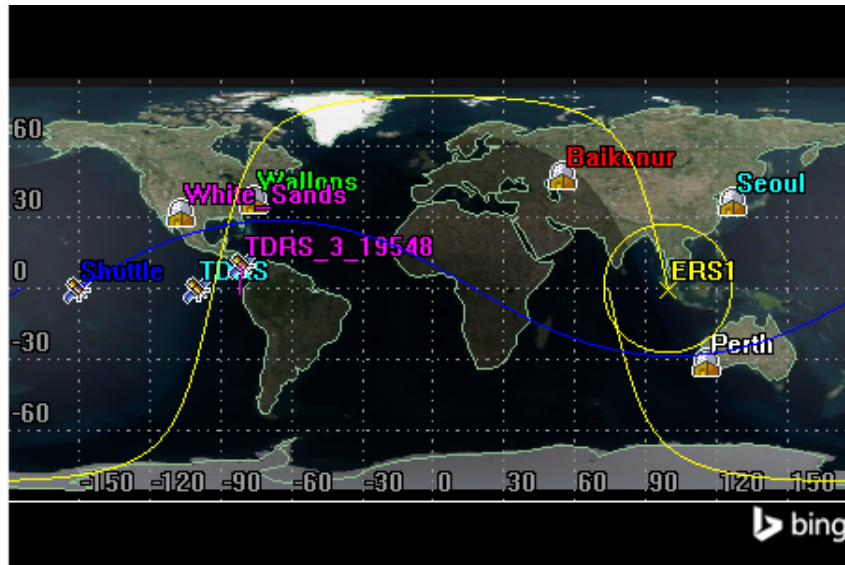 60
Baikonur
Wallops
White_Sands
Seoul
30
TDRS_3_19548
0
Shuttle
TDRS
ERS1
-30
Perth
-60
-150 -120 -90 -60 -30 0 30 60 90 120 150
bing